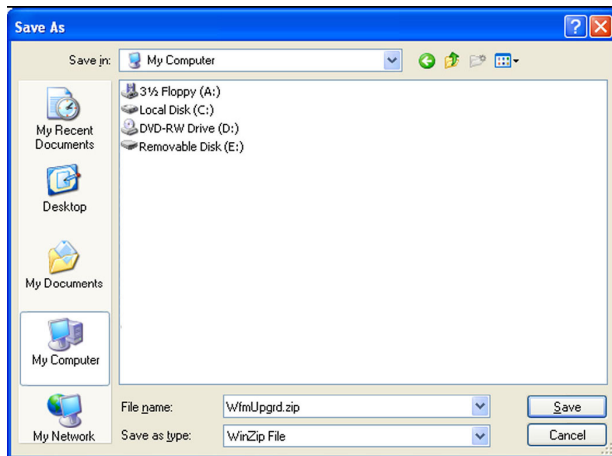 Save As
Save in: My Computer
3½ Floppy (A:)
Local Disk (C:)
DVD-RW Drive (D:)
Removable Disk (E:)
My Recent
Documents
Desktop
My Documents
My Computer
My Network
File name: WfmUpgrd.zip Save
Save as type: WinZip File Cancel